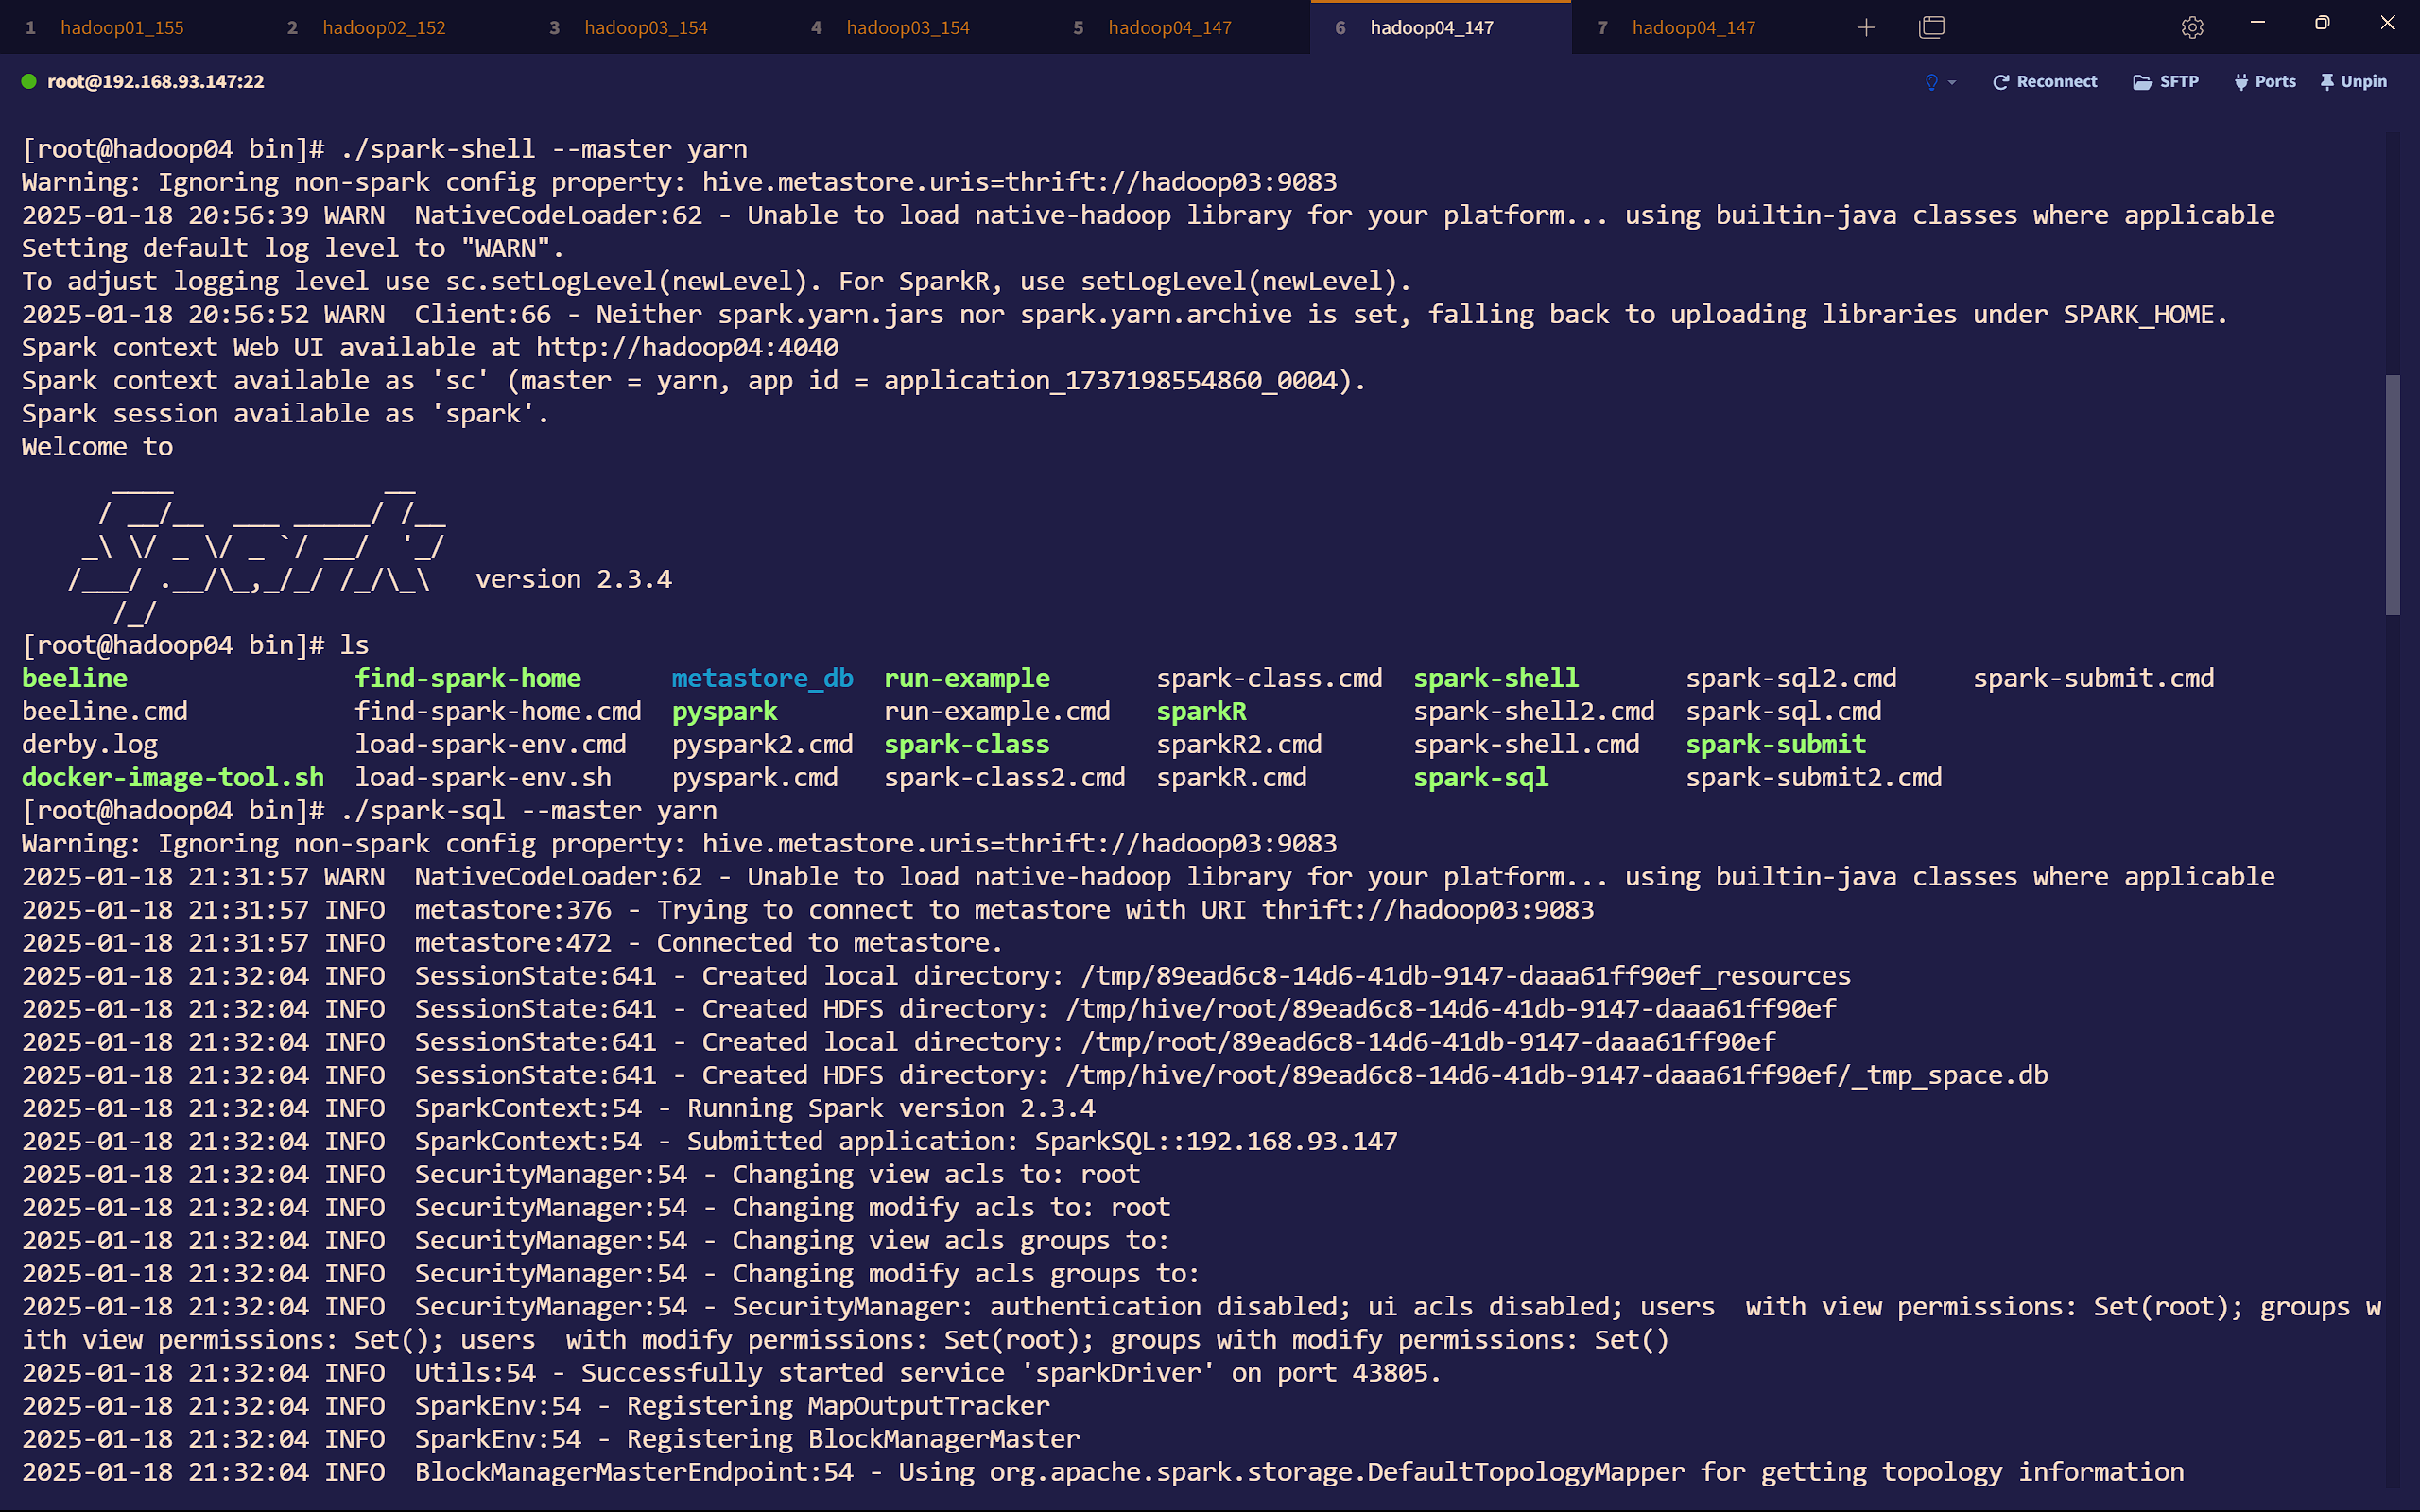 1 hadoop01_155 2 hadoop02_152 3 hadoop03_154 4 hadoop03_154 5 hadoop04_147 6 hadoop04_147 7 hadoop04_147
root@192.168.93.147:22 Reconnect SFTP Ports Unpin
[root@hadoop04 bin]# ./spark-shell --master yarn
Warning: Ignoring non-spark config property: hive.metastore.uris=thrift://hadoop03:9083
2025-01-18 20:56:39 WARN  NativeCodeLoader:62 - Unable to load native-hadoop library for your platform... using builtin-java classes where applicable
Setting default log level to "WARN".
To adjust logging level use sc.setLogLevel(newLevel). For SparkR, use setLogLevel(newLevel).
2025-01-18 20:56:52 WARN  Client:66 - Neither spark.yarn.jars nor spark.yarn.archive is set, falling back to uploading libraries under SPARK_HOME.
Spark context Web UI available at http://hadoop04:4040
Spark context available as 'sc' (master = yarn, app id = application_1737198554860_0004).
Spark session available as 'spark'.
Welcome to
      ____              __
     / __/__  ___ _____/ /__
    _\ \/ _ \/ _ `/ __/  '_/
   /___/ .__/\_,_/_/ /_/\_\   version 2.3.4
      /_/
[root@hadoop04 bin]# ls
beeline               find-spark-home      metastore_db  run-example        spark-class.cmd  spark-shell       spark-sql2.cmd     spark-submit.cmd
beeline.cmd           find-spark-home.cmd  pyspark       run-example.cmd    sparkR           spark-shell2.cmd  spark-sql.cmd
derby.log             load-spark-env.cmd   pyspark2.cmd  spark-class        sparkR2.cmd      spark-shell.cmd   spark-submit
docker-image-tool.sh  load-spark-env.sh    pyspark.cmd   spark-class2.cmd  sparkR.cmd       spark-sql         spark-submit2.cmd
[root@hadoop04 bin]# ./spark-sql --master yarn
Warning: Ignoring non-spark config property: hive.metastore.uris=thrift://hadoop03:9083
2025-01-18 21:31:57 WARN  NativeCodeLoader:62 - Unable to load native-hadoop library for your platform... using builtin-java classes where applicable
2025-01-18 21:31:57 INFO  metastore:376 - Trying to connect to metastore with URI thrift://hadoop03:9083
2025-01-18 21:31:57 INFO  metastore:472 - Connected to metastore.
2025-01-18 21:32:04 INFO  SessionState:641 - Created local directory: /tmp/89ead6c8-14d6-41db-9147-daaa61ff90ef_resources
2025-01-18 21:32:04 INFO  SessionState:641 - Created HDFS directory: /tmp/hive/root/89ead6c8-14d6-41db-9147-daaa61ff90ef
2025-01-18 21:32:04 INFO  SessionState:641 - Created local directory: /tmp/root/89ead6c8-14d6-41db-9147-daaa61ff90ef
2025-01-18 21:32:04 INFO  SessionState:641 - Created HDFS directory: /tmp/hive/root/89ead6c8-14d6-41db-9147-daaa61ff90ef/_tmp_space.db
2025-01-18 21:32:04 INFO  SparkContext:54 - Running Spark version 2.3.4
2025-01-18 21:32:04 INFO  SparkContext:54 - Submitted application: SparkSQL::192.168.93.147
2025-01-18 21:32:04 INFO  SecurityManager:54 - Changing view acls to: root
2025-01-18 21:32:04 INFO  SecurityManager:54 - Changing modify acls to: root
2025-01-18 21:32:04 INFO  SecurityManager:54 - Changing view acls groups to:
2025-01-18 21:32:04 INFO  SecurityManager:54 - Changing modify acls groups to:
2025-01-18 21:32:04 INFO  SecurityManager:54 - SecurityManager: authentication disabled; ui acls disabled; users  with view permissions: Set(root); groups w
ith view permissions: Set(); users  with modify permissions: Set(root); groups with modify permissions: Set()
2025-01-18 21:32:04 INFO  Utils:54 - Successfully started service 'sparkDriver' on port 43805.
2025-01-18 21:32:04 INFO  SparkEnv:54 - Registering MapOutputTracker
2025-01-18 21:32:04 INFO  SparkEnv:54 - Registering BlockManagerMaster
2025-01-18 21:32:04 INFO  BlockManagerMasterEndpoint:54 - Using org.apache.spark.storage.DefaultTopologyMapper for getting topology information